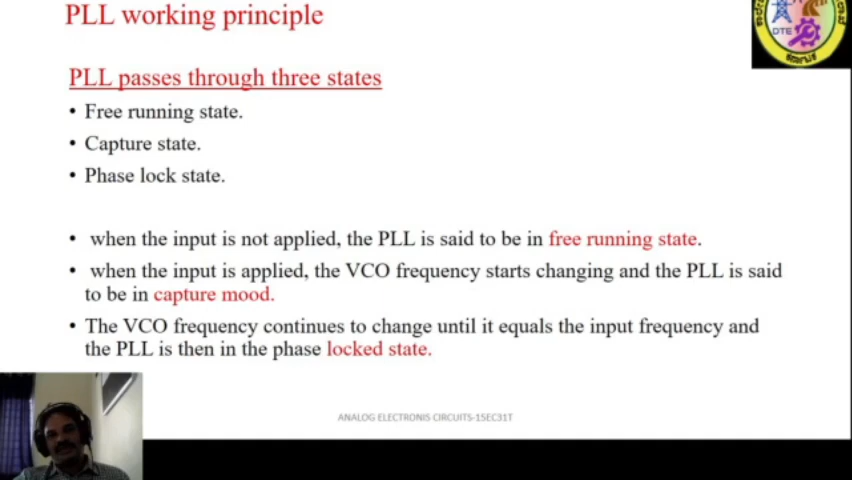 PLL working principle
DTE
PLL passes through three states
• Free running state.
• Capture state.
• Phase lock state.
• when the input is not applied, the PLL is said to be in free running state.
• when the input is applied, the VCO frequency starts changing and the PLL is said
to be in capture mood.
• The VCO frequency continues to change until it equals the input frequency and
the PLL is then in the phase locked state.
ANALOG ELECTRONIS CIRCUITS-15EC31T